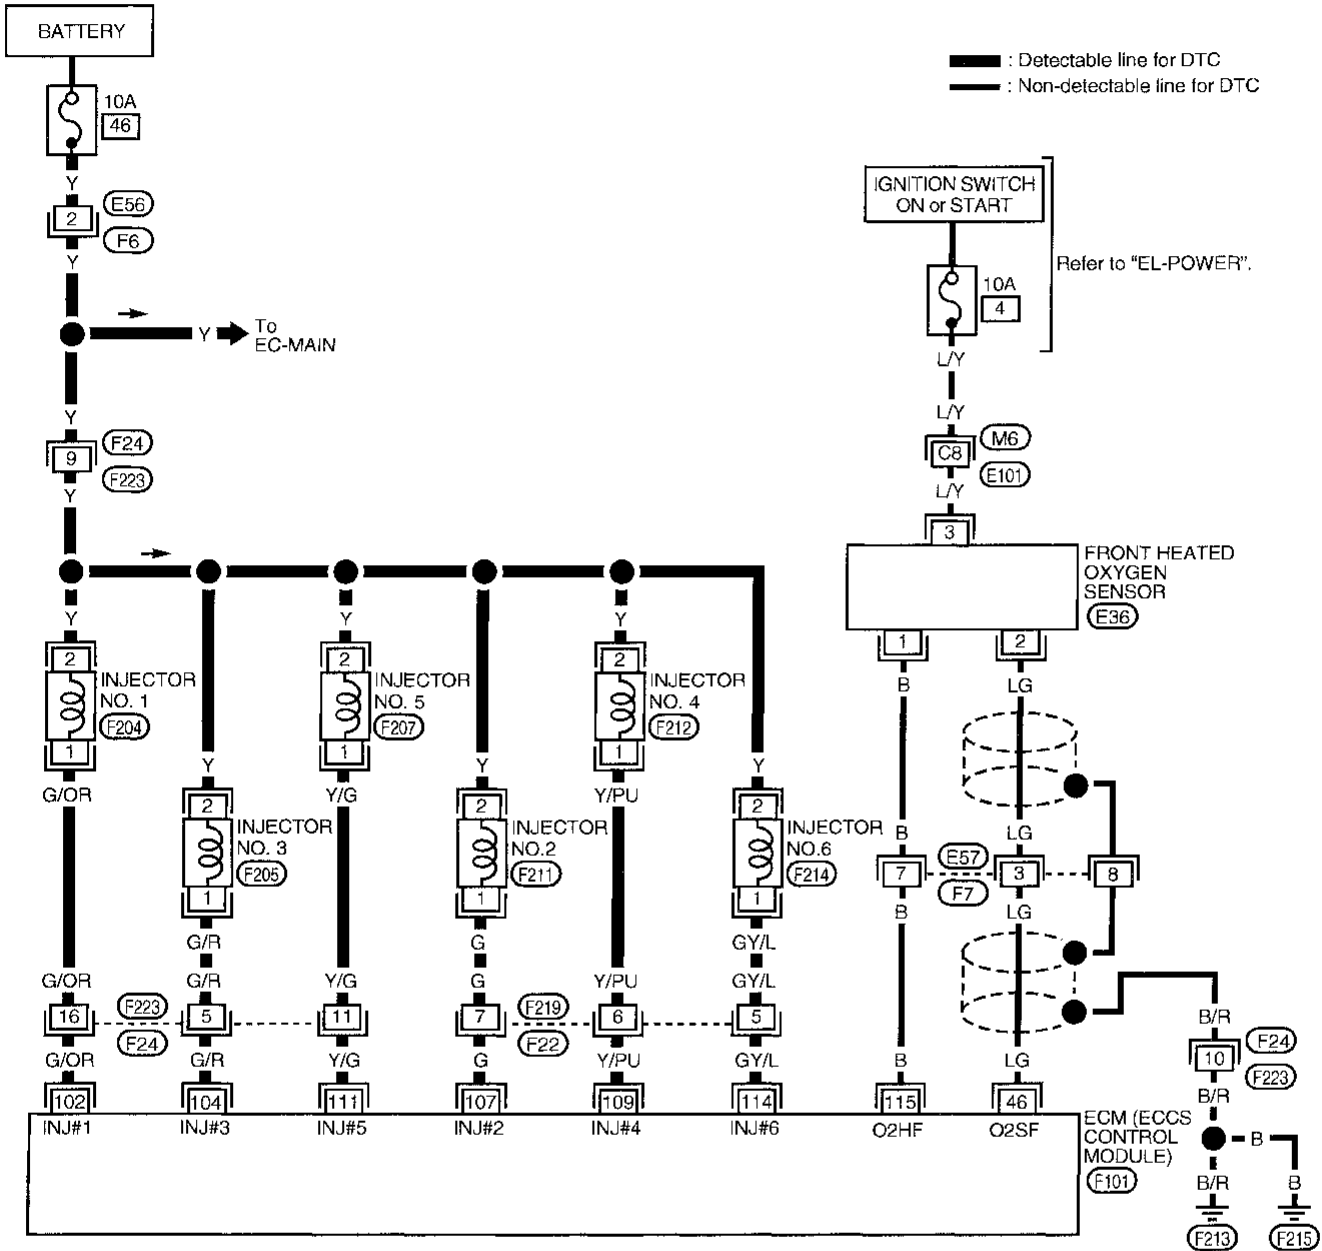 BATTERY
: Detectable line for DTC
: Non-detectable line for DTC
10A
46
Y
2
E56
F6
Y
IGNITION SWITCH
ON or START
Refer to "EL-POWER".
10A
4
L/Y
Y
To
EC-MAIN
Y
L/Y
9
F24
F223
C8
M6
E101
Y
L/Y
3
FRONT HEATED
OXYGEN
SENSOR
E36
1
2
Y
Y
Y
2
INJECTOR
NO. 1
F204
1
2
INJECTOR
NO. 5
F207
1
2
INJECTOR
NO. 4
F212
1
B
LG
G/OR
Y
Y/G
Y
Y/PU
Y
2
INJECTOR
NO. 3
F205
1
2
INJECTOR
NO.2
F211
1
2
INJECTOR
NO.6
F214
1
B
LG
7
E57
F7
3
8
B
LG
G/R
G
GY/L
G/OR
G/R
Y/G
G
Y/PU
GY/L
16
F223
F24
5
11
7
F219
F22
6
5
B/R
10
F24
F223
G/OR
G/R
Y/G
G
Y/PU
GY/L
B
LG
B/R
102
104
111
107
109
114
115
46
INJ#1
INJ#3
INJ#5
INJ#2
INJ#4
INJ#6
O2HF
O2SF
ECM (ECCS
CONTROL
MODULE)
F101
B
B/R
B
F213
F215